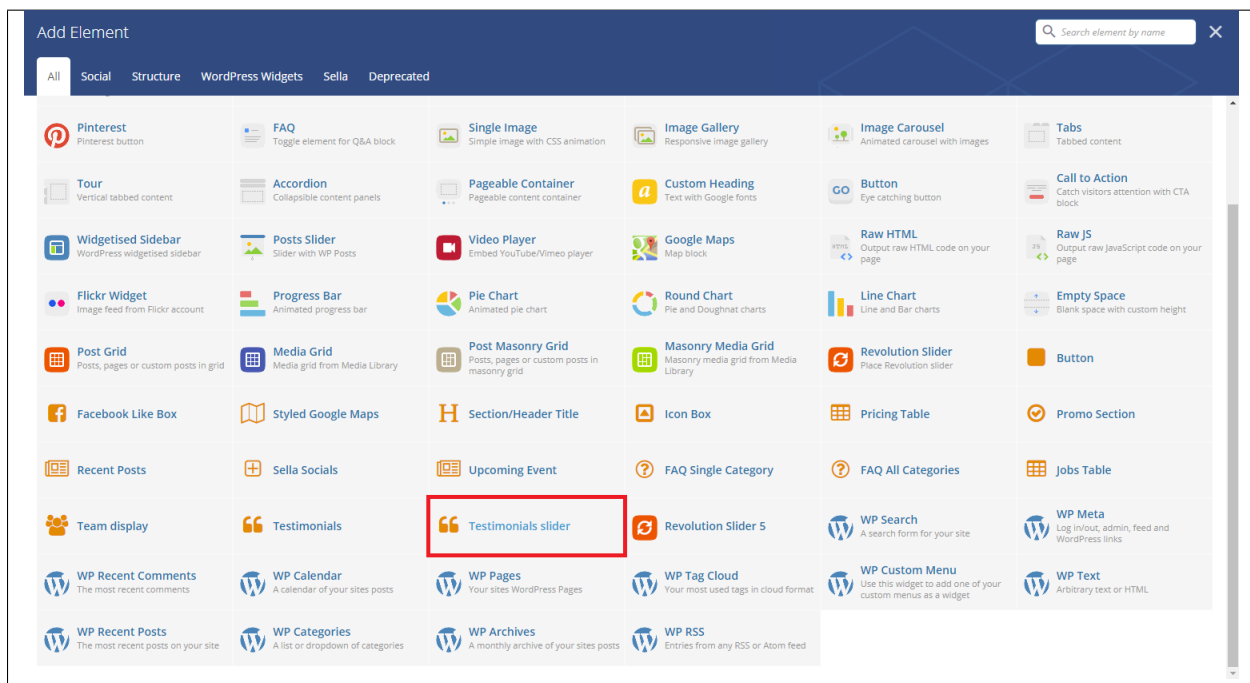 Add Element
Search element by name
All Social Structure WordPress Widgets Sella Deprecated
Pinterest
Pinterest button
FAQ
Toggle element for Q&A block
Single Image
Simple image with CSS animation
Image Gallery
Responsive image gallery
Image Carousel
Animated carousel with images
Tabs
Tabbed content
Tour
Vertical tabbed content
Accordion
Collapsible content panels
Pageable Container
Pageable content container
a
Custom Heading
Text with Google fonts
GO
Button
Eye catching button
Call to Action
Catch visitors attention with CTA
block
Widgetised Sidebar
WordPress widgetised sidebar
Posts Slider
Slider with WP Posts
Video Player
Embed YouTube/Vimeo player
Google Maps
Map block
HTML
Raw HTML
Output raw HTML code on your
page
JS
Raw JS
Output raw JavaScript code on your
page
Flickr Widget
Image feed from Flickr account
Progress Bar
Animated progress bar
Pie Chart
Animated pie chart
Round Chart
Pie and Doughnat charts
Line Chart
Line and Bar charts
Empty Space
Blank space with custom height
Post Grid
Posts, pages or custom posts in grid
Media Grid
Media grid from Media Library
Post Masonry Grid
Posts, pages or custom posts in
masonry grid
Masonry Media Grid
Masonry media grid from Media
Library
Revolution Slider
Place Revolution slider
Button
Facebook Like Box
Styled Google Maps
H
Section/Header Title
Icon Box
Pricing Table
Promo Section
Recent Posts
Sella Socials
Upcoming Event
FAQ Single Category
FAQ All Categories
Jobs Table
Team display
Testimonials
Testimonials slider
Revolution Slider 5
WP Search
A search form for your site
WP Meta
Log in/out, admin, feed and
WordPress links
WP Recent Comments
The most recent comments
WP Calendar
A calendar of your sites posts
WP Pages
Your sites WordPress Pages
WP Tag Cloud
Your most used tags in cloud format
WP Custom Menu
Use this widget to add one of your
custom menus as a widget
WP Text
Arbitrary text or HTML
WP Recent Posts
The most recent posts on your site
WP Categories
A list or dropdown of categories
WP Archives
A monthly archive of your sites posts
WP RSS
Entries from any RSS or Atom feed